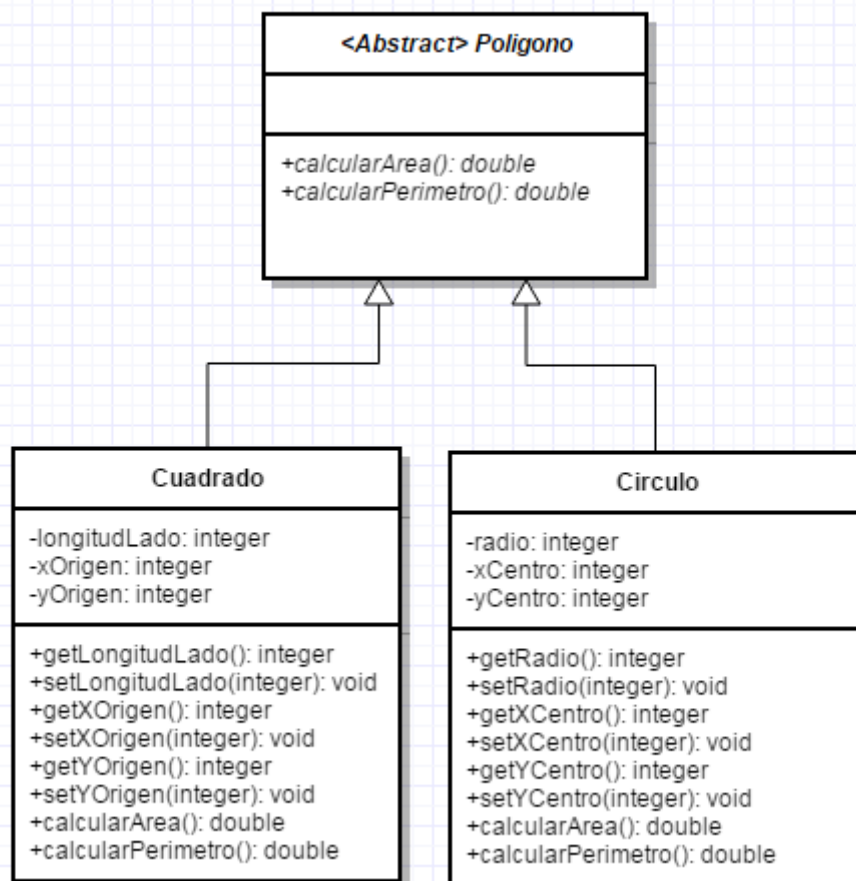 <Abstract> Poligono
+calcularArea(): double
+calcularPerimetro(): double
Cuadrado
-longitudLado: integer
-xOrigen: integer
-yOrigen: integer
+getLongitudLado(): integer
+setLongitudLado(integer): void
+getXOrigen(): integer
+setXOrigen(integer): void
+getYOrigen(): integer
+setYOrigen(integer): void
+calcularArea(): double
+calcularPerimetro(): double
Circulo
-radio: integer
-xCentro: integer
-yCentro: integer
+getRadio(): integer
+setRadio(integer): void
+getXCentro(): integer
+setXCentro(integer): void
+getYCentro(): integer
+setYCentro(integer): void
+calcularArea(): double
+calcularPerimetro(): double